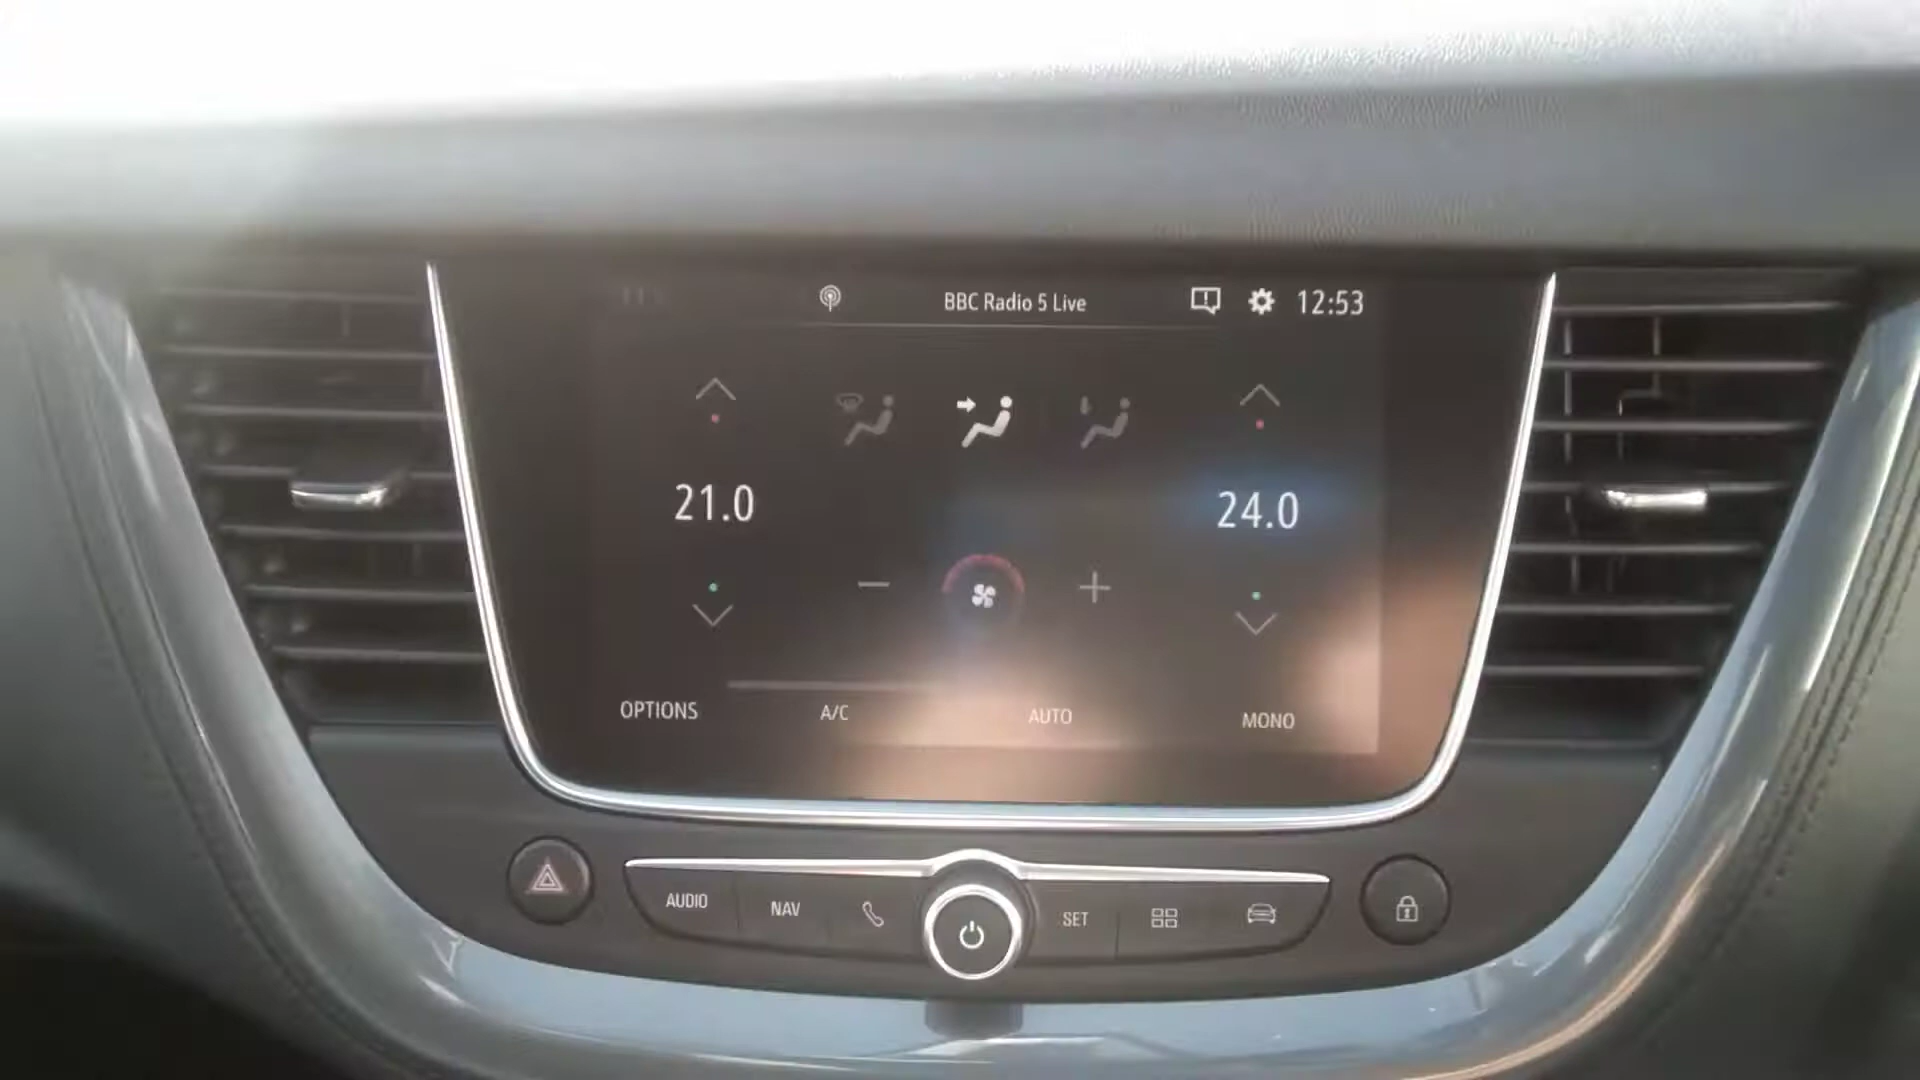 BBC Radio 5 Live
12:53
21.0
24.0
OPTIONS
A/C
AUTO
MONO
AUDIO
NAV
SET